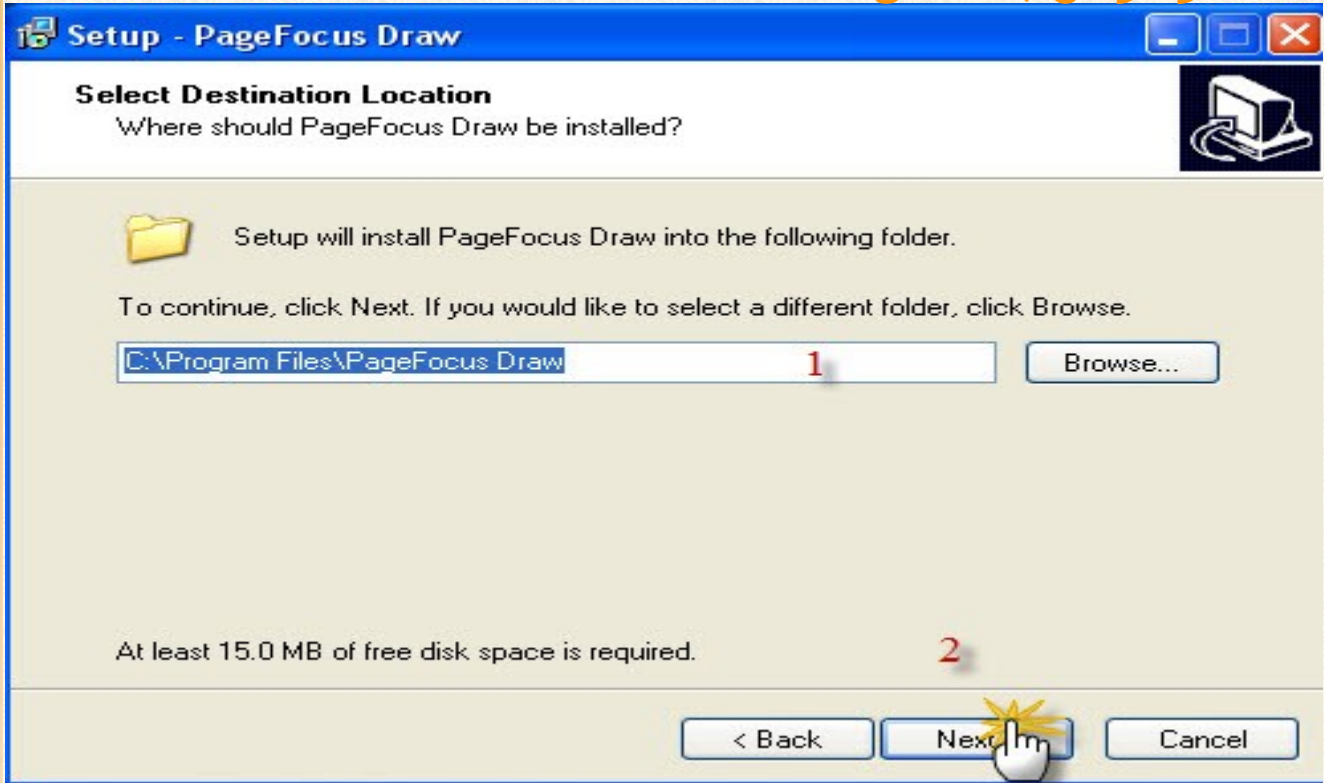 Setup - PageFocus Draw
Select Destination Location
Where should PageFocus Draw be installed?
Setup will install PageFocus Draw into the following folder.
To continue, click Next. If you would like to select a different folder, click Browse.
C:\Program Files\PageFocus Draw 1 Browse...
At least 15.0 MB of free disk space is required. 2
< Back Next Cancel